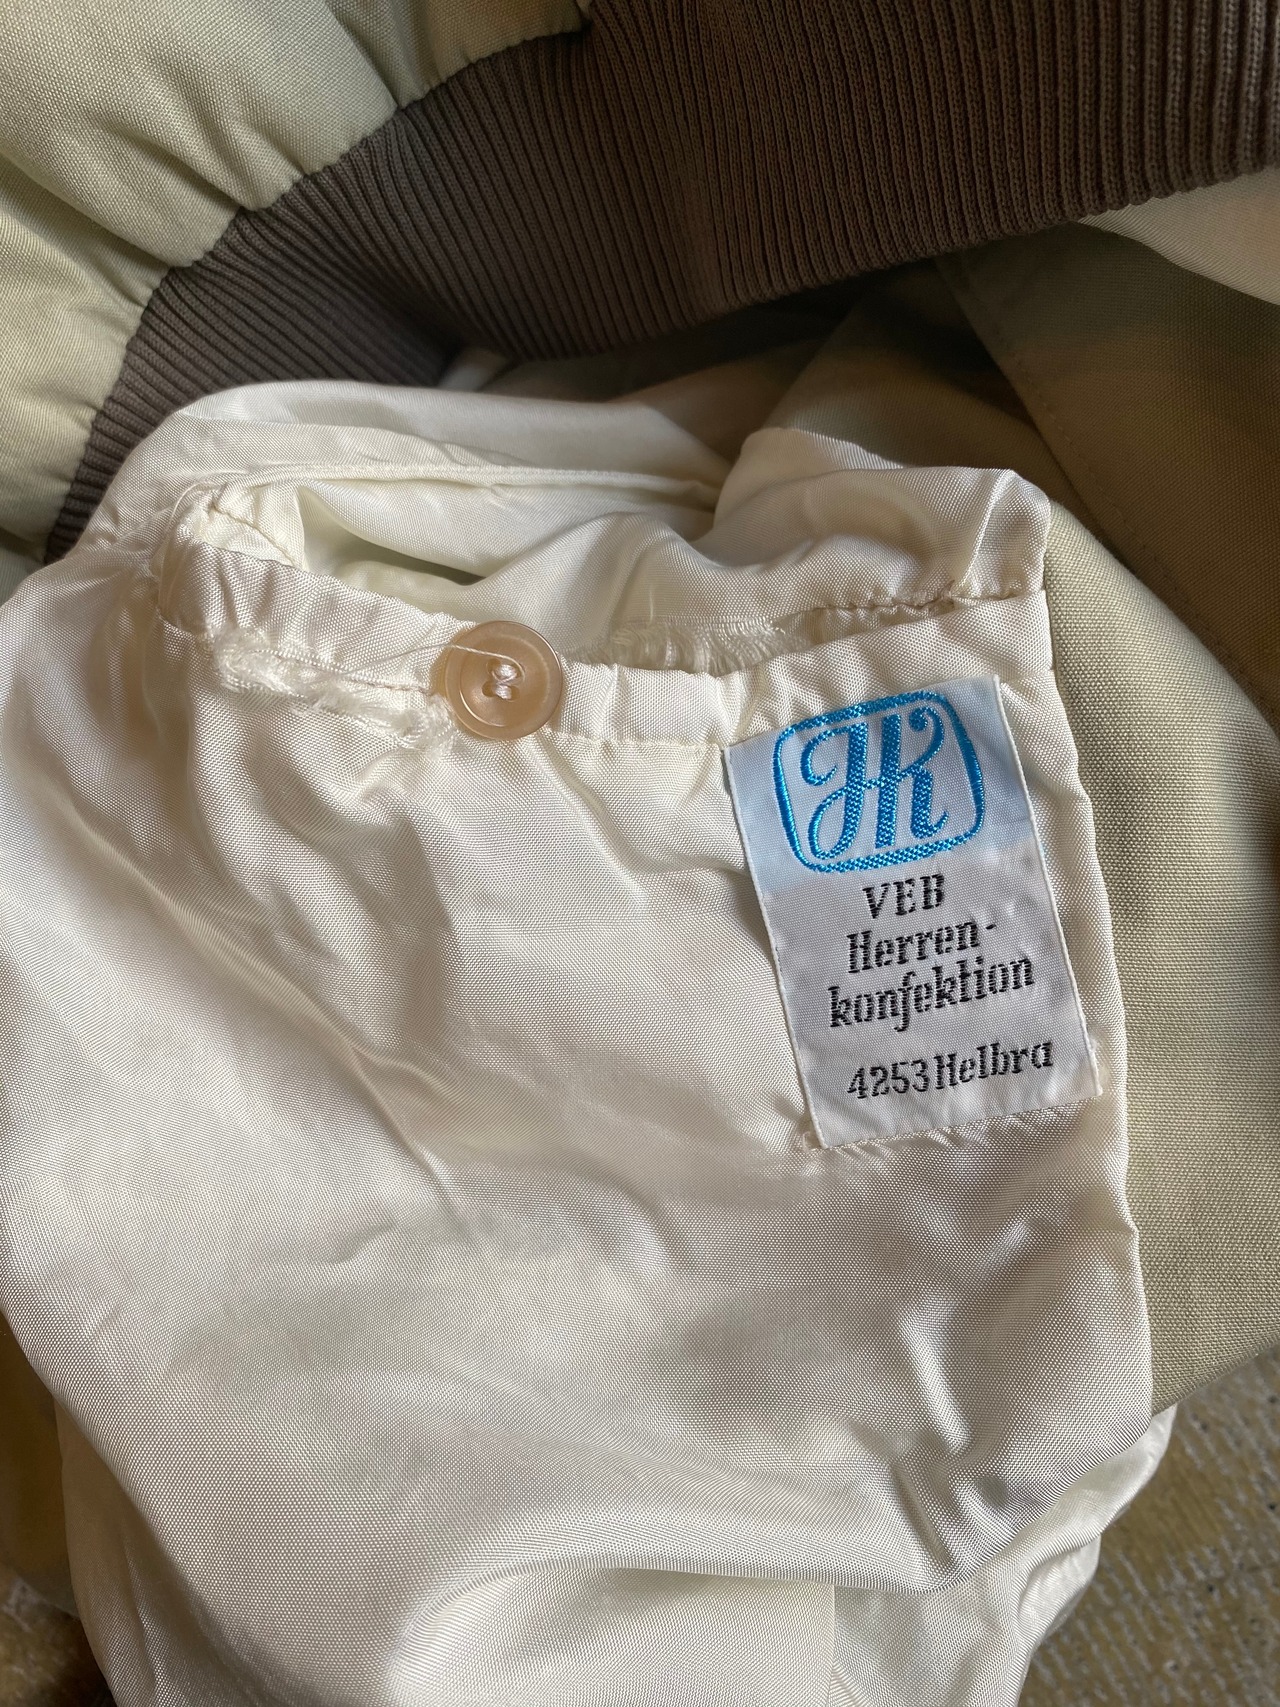 HK
VEB
Herren-
konfektion
4253 Helbra